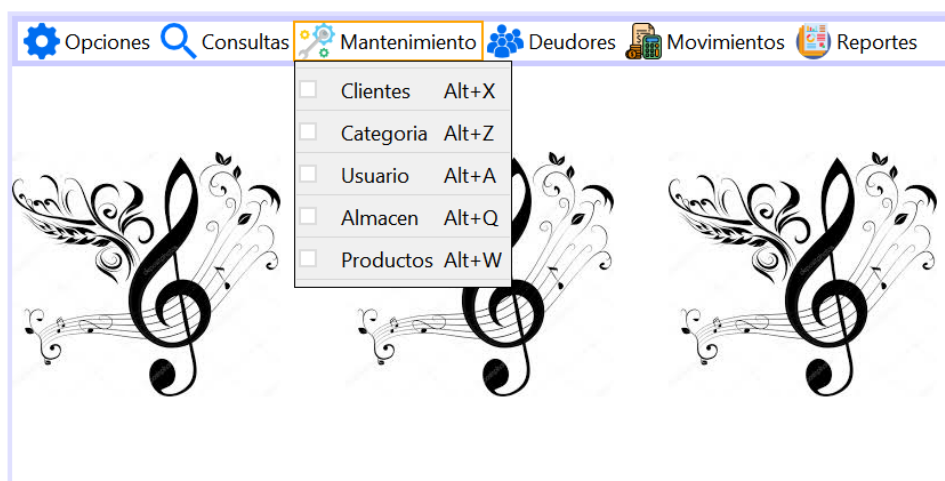 Opciones Consultas Mantenimiento Deudores Movimientos Reportes
Clientes Alt+X
Categoria Alt+Z
Usuario Alt+A
Almacen Alt+Q
Productos Alt+W